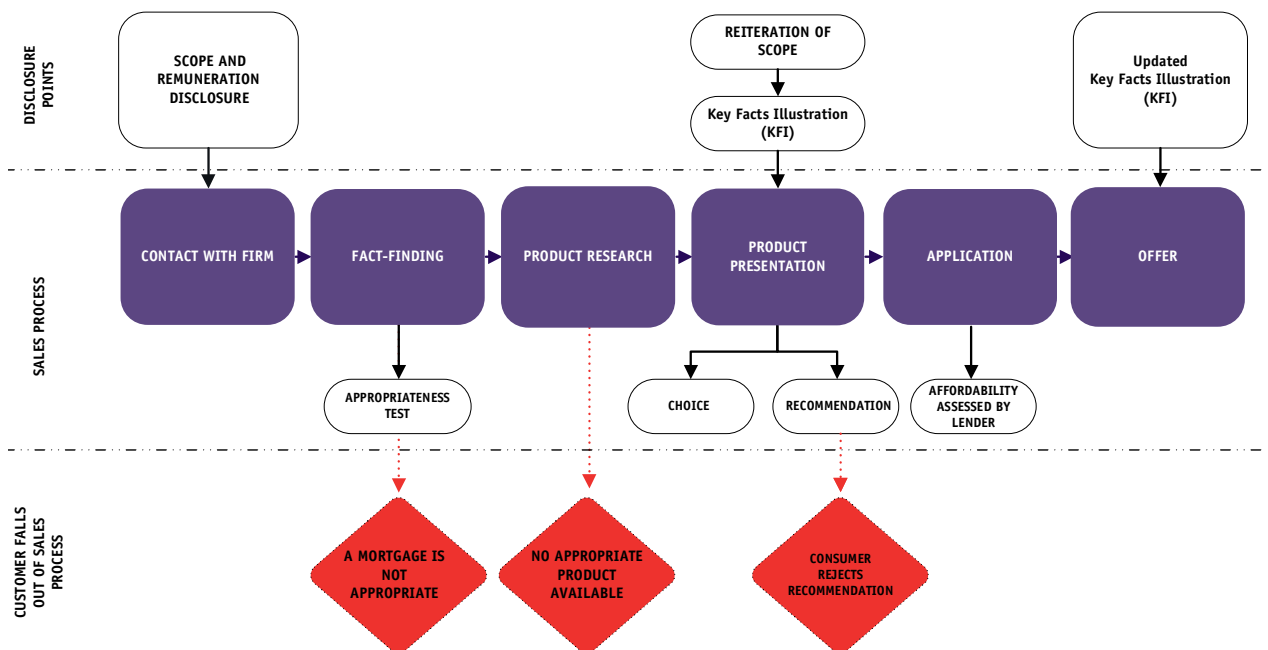 DISCLOSURE
POINTS
SCOPE AND
REMUNERATION
DISCLOSURE
REITERATION OF
SCOPE
Key Facts Illustration
(KFI)
Updated
Key Facts Illustration
(KFI)
SALES PROCESS
CONTACT WITH FIRM
FACT-FINDING
PRODUCT RESEARCH
PRODUCT
PRESENTATION
APPLICATION
OFFER
APPROPRIATENESS
TEST
CHOICE
RECOMMENDATION
AFFORDABILITY
ASSESSED BY
LENDER
CUSTOMER FALLS
OUT OF SALES
PROCESS
A MORTGAGE IS
NOT
APPROPRIATE
NO APPROPRIATE
PRODUCT
AVAILABLE
CONSUMER
REJECTS
RECOMMENDATION